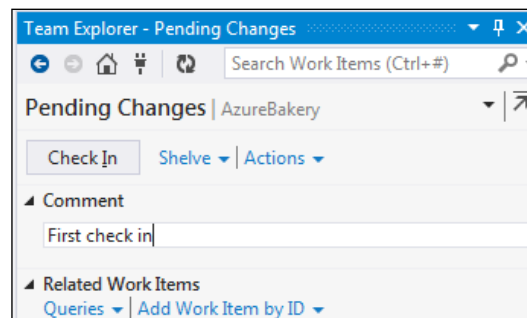 Team Explorer - Pending Changes
Search Work Items (Ctrl+#)
Pending Changes | AzureBakery
Check In Shelve Actions
Comment
First check in
Related Work Items
Queries | Add Work Item by ID